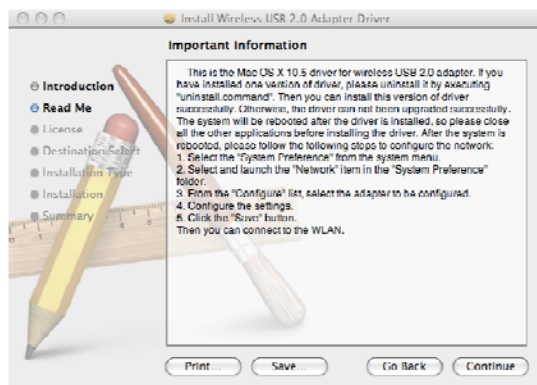 Install Wireless USB 2.0 Adapter Driver
Important Information
Introduction
Read Me
License
Destination Select
Installation Type
Installation
Summary
This is the Mac OS X 10.5 driver for wireless USB 2.0 adapter. If you
have installed one version of driver, please uninstall it by executing
"uninstall.command". Then you can install this version of driver
successfully. Otherwise, the driver can not been upgraded successfully.
The system will be rebooted after the driver is installed, so please close
all the other applications before installing the driver. After the system is
rebooted, please follow the following steps to configure the network:
1. Select the "System Preference" from the system menu.
2. Select and launch the "Network" item in the "System Preference"
folder.
3. From the "Configure" list, select the adapter to be configured.
4. Configure the settings.
5. Click the "Save" button.
Then you can connect to the WLAN.
Print...
Save...
Go Back
Continue